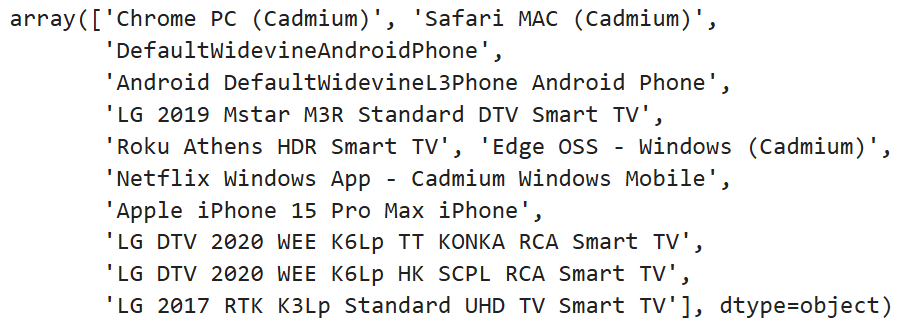 array(['Chrome PC (Cadmium)', 'Safari MAC (Cadmium)',
'DefaultWidevineAndroidPhone',
'Android DefaultWidevineL3Phone Android Phone',
'LG 2019 Mstar M3R Standard DTV Smart TV',
'Roku Athens HDR Smart TV', 'Edge OSS - Windows (Cadmium)',
'Netflix Windows App - Cadmium Windows Mobile',
'Apple iPhone 15 Pro Max iPhone',
'LG DTV 2020 WEE K6Lp TT KONKA RCA Smart TV',
'LG DTV 2020 WEE K6Lp HK SCPL RCA Smart TV',
'LG 2017 RTK K3Lp Standard UHD TV Smart TV'], dtype=object)